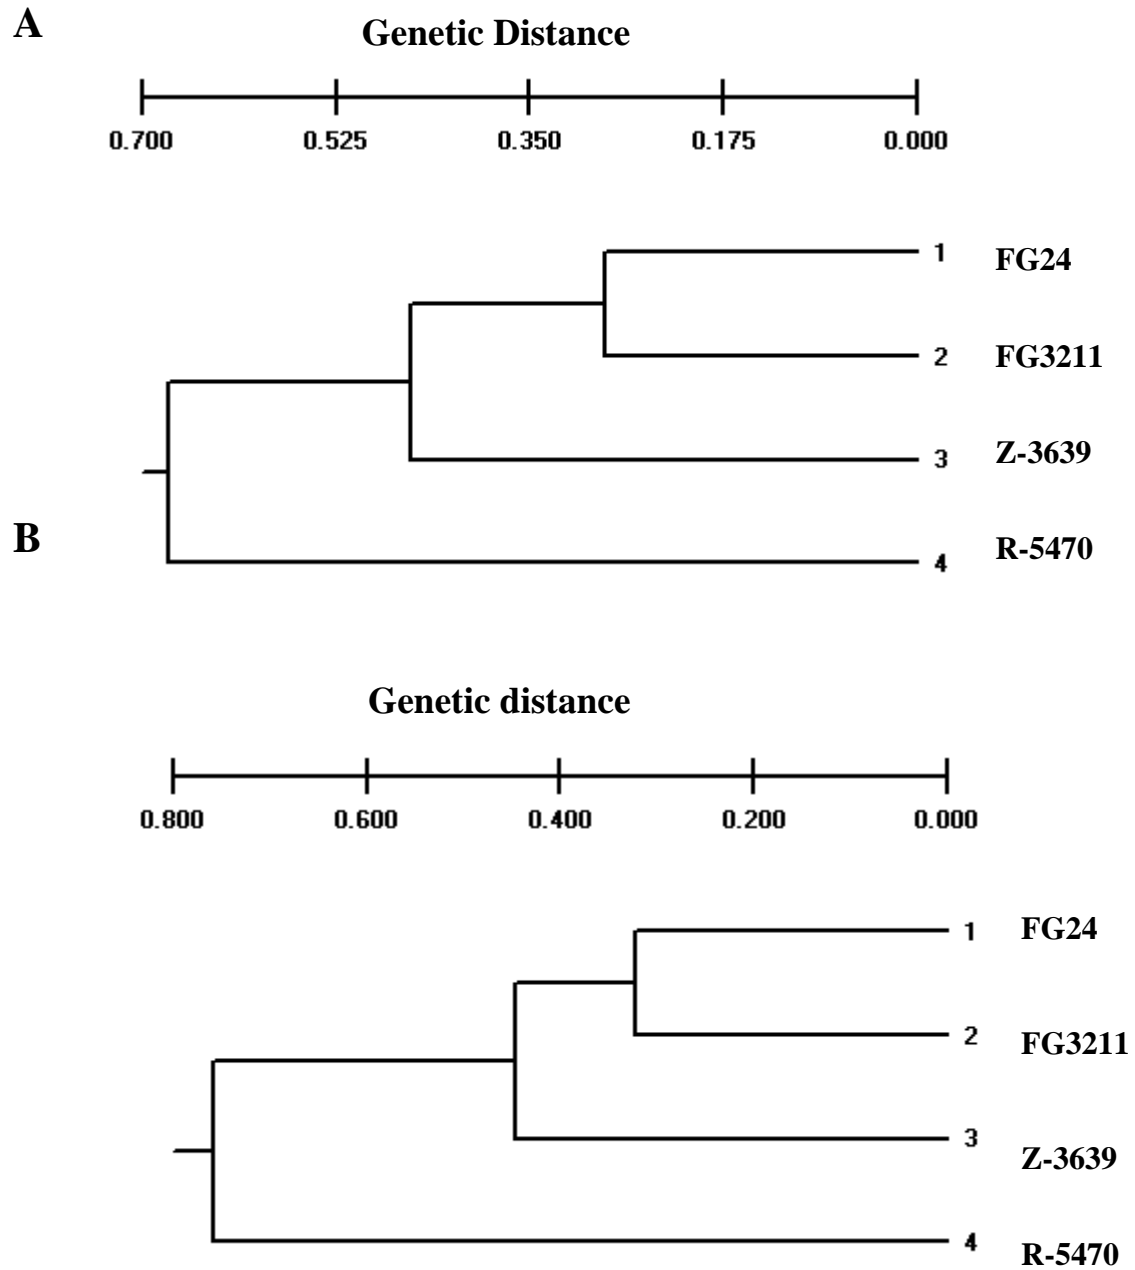 A
Genetic Distance
0.700 0.525 0.350 0.175 0.000
1 FG24
2 FG3211
3 Z-3639
B
4 R-5470
Genetic distance
0.800 0.600 0.400 0.200 0.000
1 FG24
2 FG3211
3 Z-3639
4 R-5470